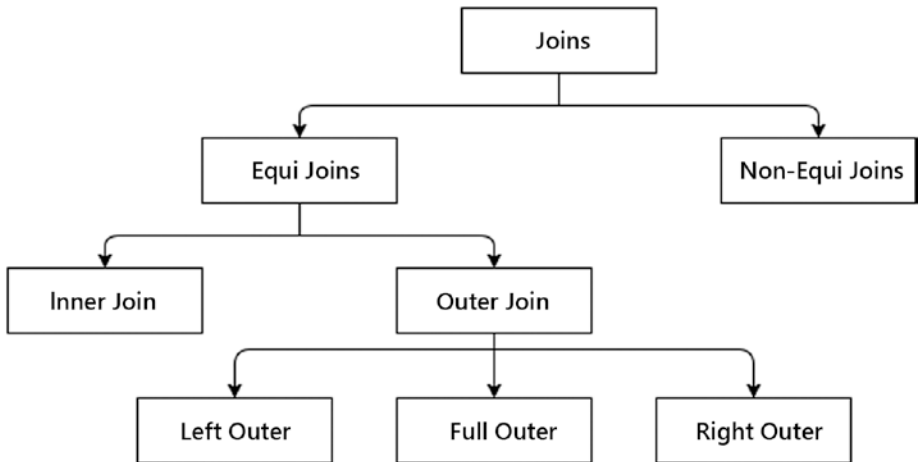 Joins
Equi Joins
Non-Equi Joins
Inner Join
Outer Join
Left Outer
Full Outer
Right Outer